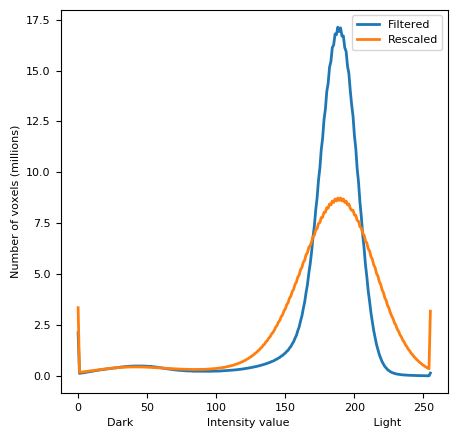 17.5
15.0
12.5
10.0
7.5
5.0
2.5
0.0
Number of voxels (millions)
Filtered
Rescaled
0 50 100 150 200 250
Dark Intensity value Light